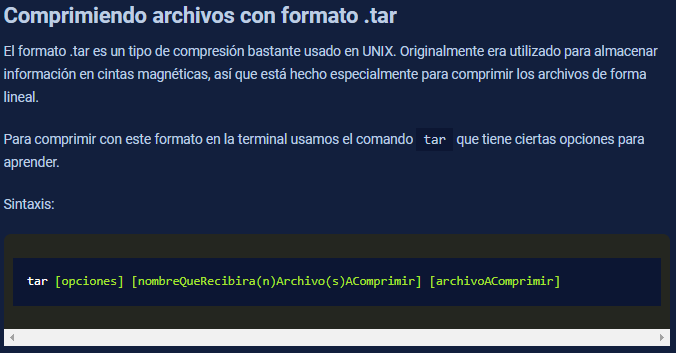 Comprimiendo archivos con formato .tar
El formato .tar es un tipo de compresión bastante usado en UNIX. Originalmente era utilizado para almacenar
información en cintas magnéticas, así que está hecho especialmente para comprimir los archivos de forma
lineal.
Para comprimir con este formato en la terminal usamos el comando tar que tiene ciertas opciones para
aprender.
Sintaxis:
tar [opciones] [nombreQueRecibira(n)Archivo(s)AComprimir] [archivoAComprimir]